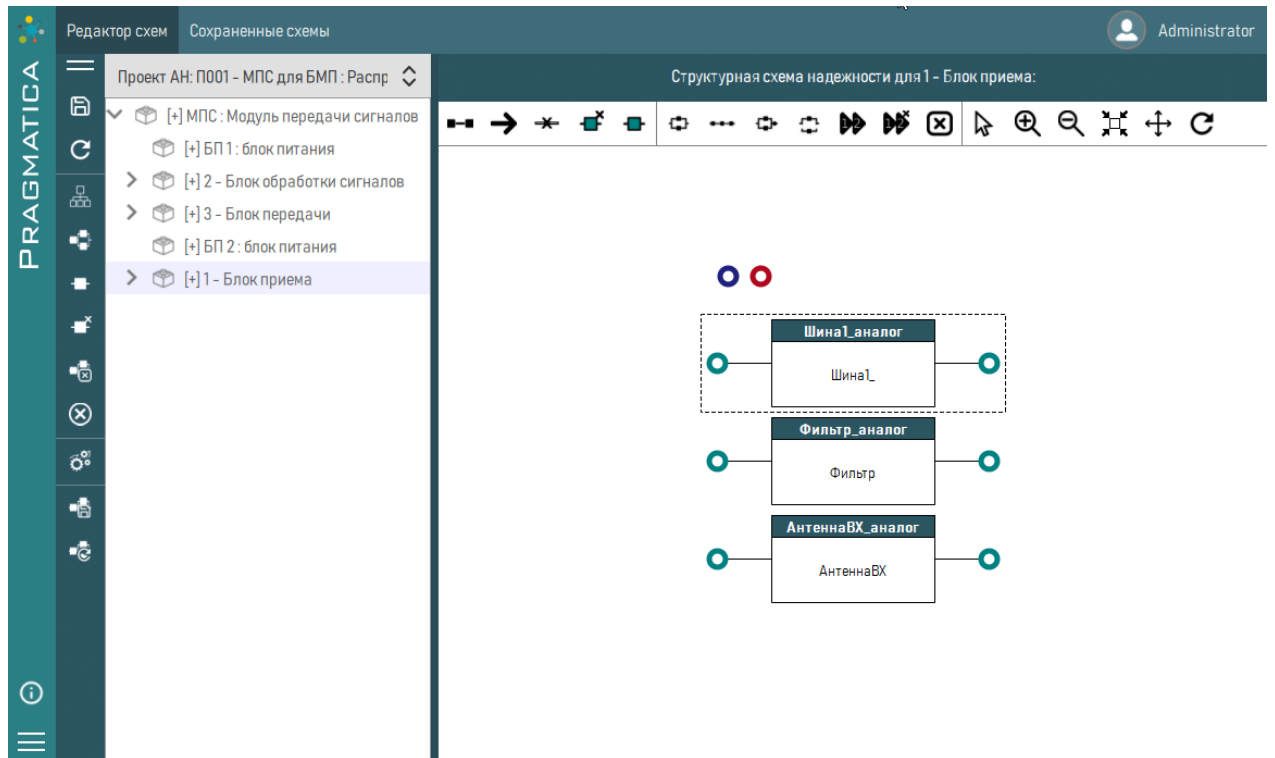 Редактор схем
Сохраненные схемы
Administrator
PRAGMATICA
Проект АН: П001 - МПС для БМП : Распр
Структурная схема надежности для 1 - Блок приема:
[+] МПС : Модуль передачи сигналов
[+] БП 1 : блок питания
[+] 2 - Блок обработки сигналов
[+] 3 - Блок передачи
[+] БП 2 : блок питания
[+] 1 - Блок приема
Шина1_аналог
Шина1_
Фильтр_аналог
Фильтр
АнтеннаВХ_аналог
АнтеннаВХ